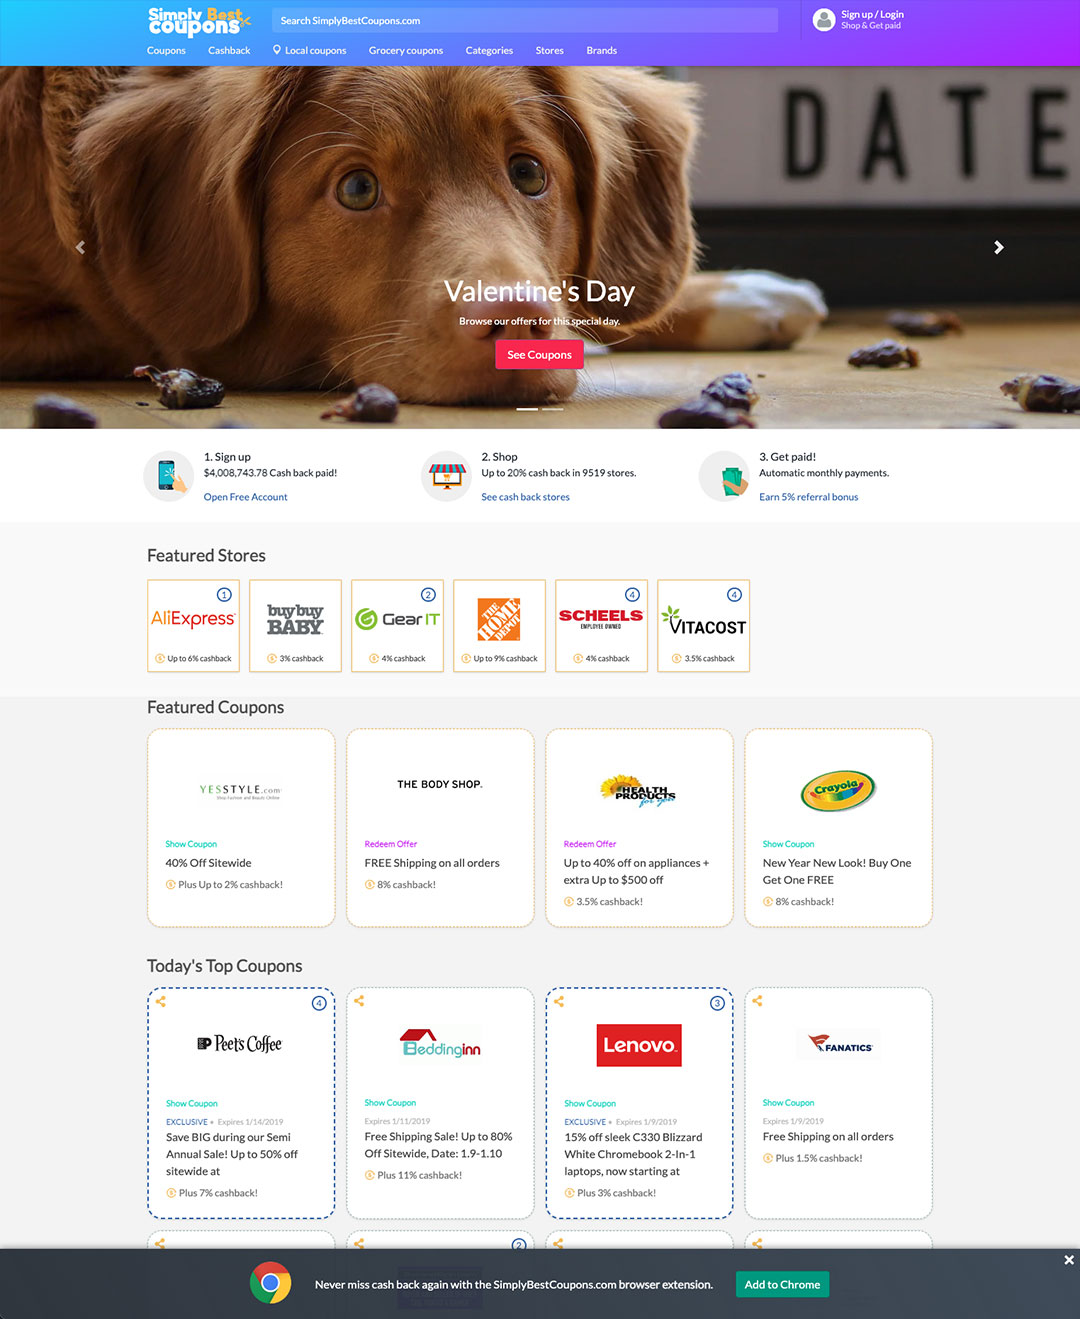 Simply Best
coupons
Search SimplyBestCoupons.com
Sign up / Login
Shop & Get paid
Coupons
Cashback
Local coupons
Grocery coupons
Categories
Stores
Brands
DATE
Valentine's Day
Browse our offers for this special day.
See Coupons
1. Sign up
$4,008,743.78 Cash back paid!
Open Free Account
2. Shop
Up to 20% cash back in 9519 stores.
See cash back stores
3. Get paid!
Automatic monthly payments.
Earn 5% referral bonus
Featured Stores
1
AliExpress
Up to 6% cashback
buy buy
BABY
3% cashback
2
GearIT
4% cashback
THE
HOME
DEPOT
Up to 9% cashback
4
SCHEELS
EMPLOYEE OWNED
4% cashback
4
VITACOST
3.5% cashback
Featured Coupons
YESSTYLE.com
Shop Fashion and Beauty Online
Show Coupon
40% Off Sitewide
Plus Up to 2% cashback!
THE BODY SHOP.
Redeem Offer
FREE Shipping on all orders
8% cashback!
HEALTH
PRODUCTS
for you
Redeem Offer
Up to 40% off on appliances +
extra Up to $500 off
3.5% cashback!
Crayola
Show Coupon
New Year New Look! Buy One
Get One FREE
8% cashback!
Today's Top Coupons
4
Peet's Coffee
Show Coupon
EXCLUSIVE • Expires 1/14/2019
Save BIG during our Semi
Annual Sale! Up to 50% off
sitewide at
Plus 7% cashback!
Beddinginn
Show Coupon
Expires 1/11/2019
Free Shipping Sale! Up to 80%
Off Sitewide, Date: 1.9-1.10
Plus 11% cashback!
3
Lenovo
Show Coupon
EXCLUSIVE • Expires 1/9/2019
15% off sleek C330 Blizzard
White Chromebook 2-In-1
laptops, now starting at
Plus 3% cashback!
FANATICS
Show Coupon
Expires 1/9/2019
Free Shipping on all orders
Plus 1.5% cashback!
2
Never miss cash back again with the SimplyBestCoupons.com browser extension.
Add to Chrome